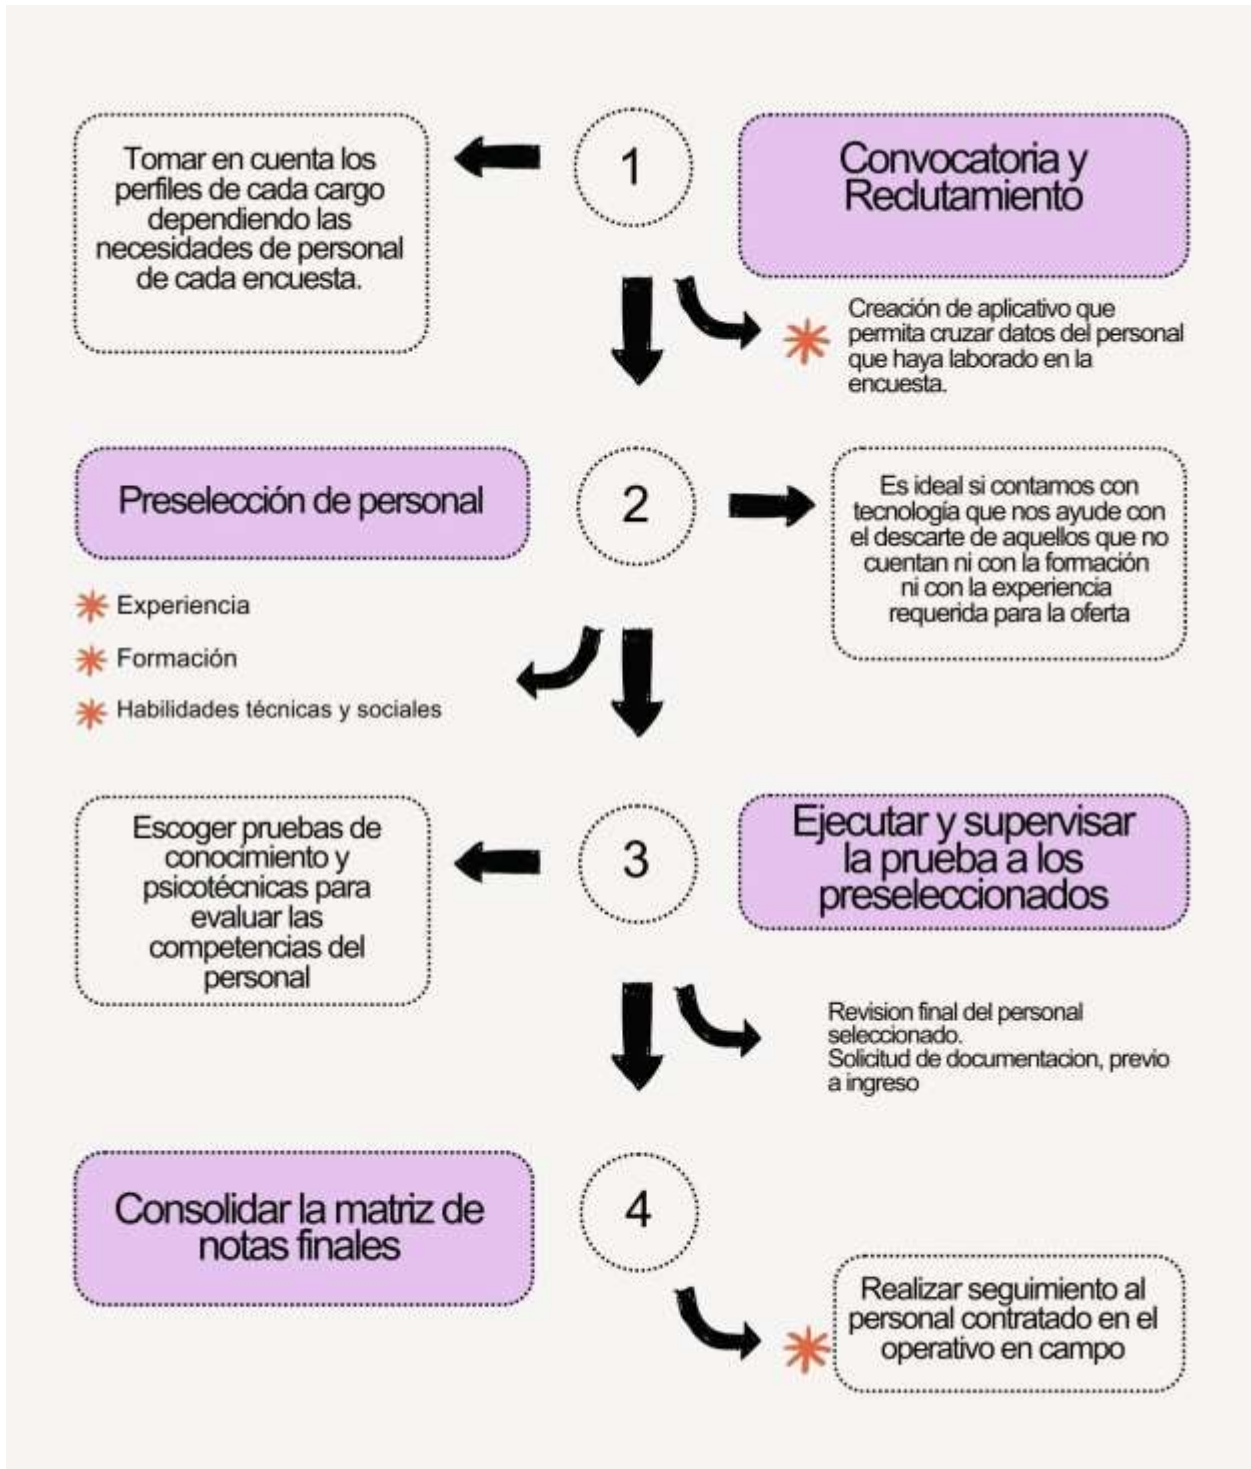 Tomar en cuenta los
perfiles de cada cargo
dependiendo las
necesidades de personal
de cada encuesta.
1
Convocatoria y
Reclutamiento
Creación de aplicativo que
permita cruzar datos del personal
que haya laborado en la
encuesta.
Preselección de personal
2
Es ideal si contamos con
tecnología que nos ayude con
el descarte de aquellos que no
cuentan ni con la formación
ni con la experiencia
requerida para la oferta
Experiencia
Formación
Habilidades técnicas y sociales
Escoger pruebas de
conocimiento y
psicotécnicas para
evaluar las
competencias del
personal
3
Ejecutar y supervisar
la prueba a los
preseleccionados
Revision final del personal
seleccionado.
Solicitud de documentacion, previo
a ingreso
Consolidar la matriz de
notas finales
4
Realizar seguimiento al
personal contratado en el
operativo en campo